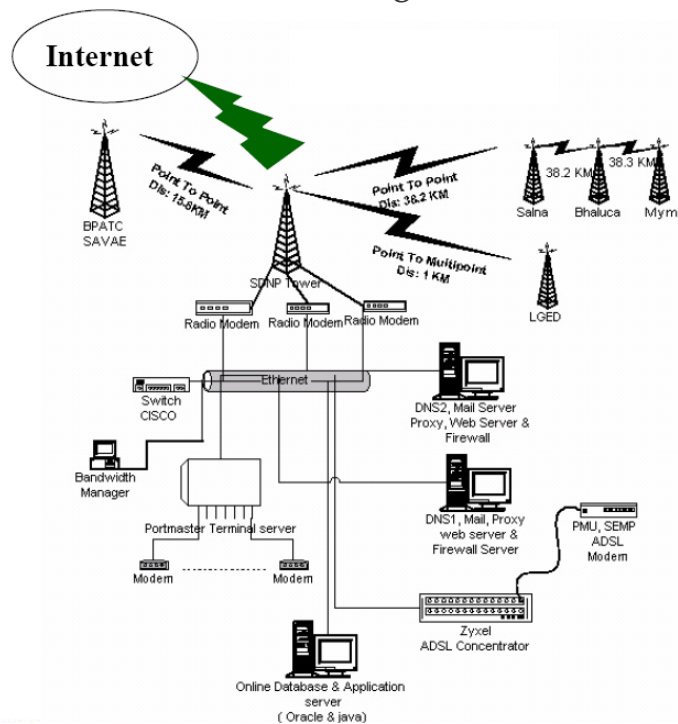 Internet
BPATC
SAVAE
Point To Point
Dis: 15.8KM
SDNP Tower
Point To Point
Dis: 38.2 KM
38.2 KM
38.3 KM
Salna
Bhaluca
Mym
Point To Multipoint
Dis: 1 KM
LGED
Radio Modem
Radio Modem
Radio Modem
Ethernet
Switch
CISCO
DNS2, Mail Server
Proxy, Web Server &
Firewall
Bandwidth
Manager
Portmaster Terminal server
Modem
Modem
DNS1, Mail, Proxy
web server &
Firewall Server
PMU, SEMP
ADSL
Modem
Zyxel
ADSL Concentrator
Online Database & Application
server
( Oracle & java)